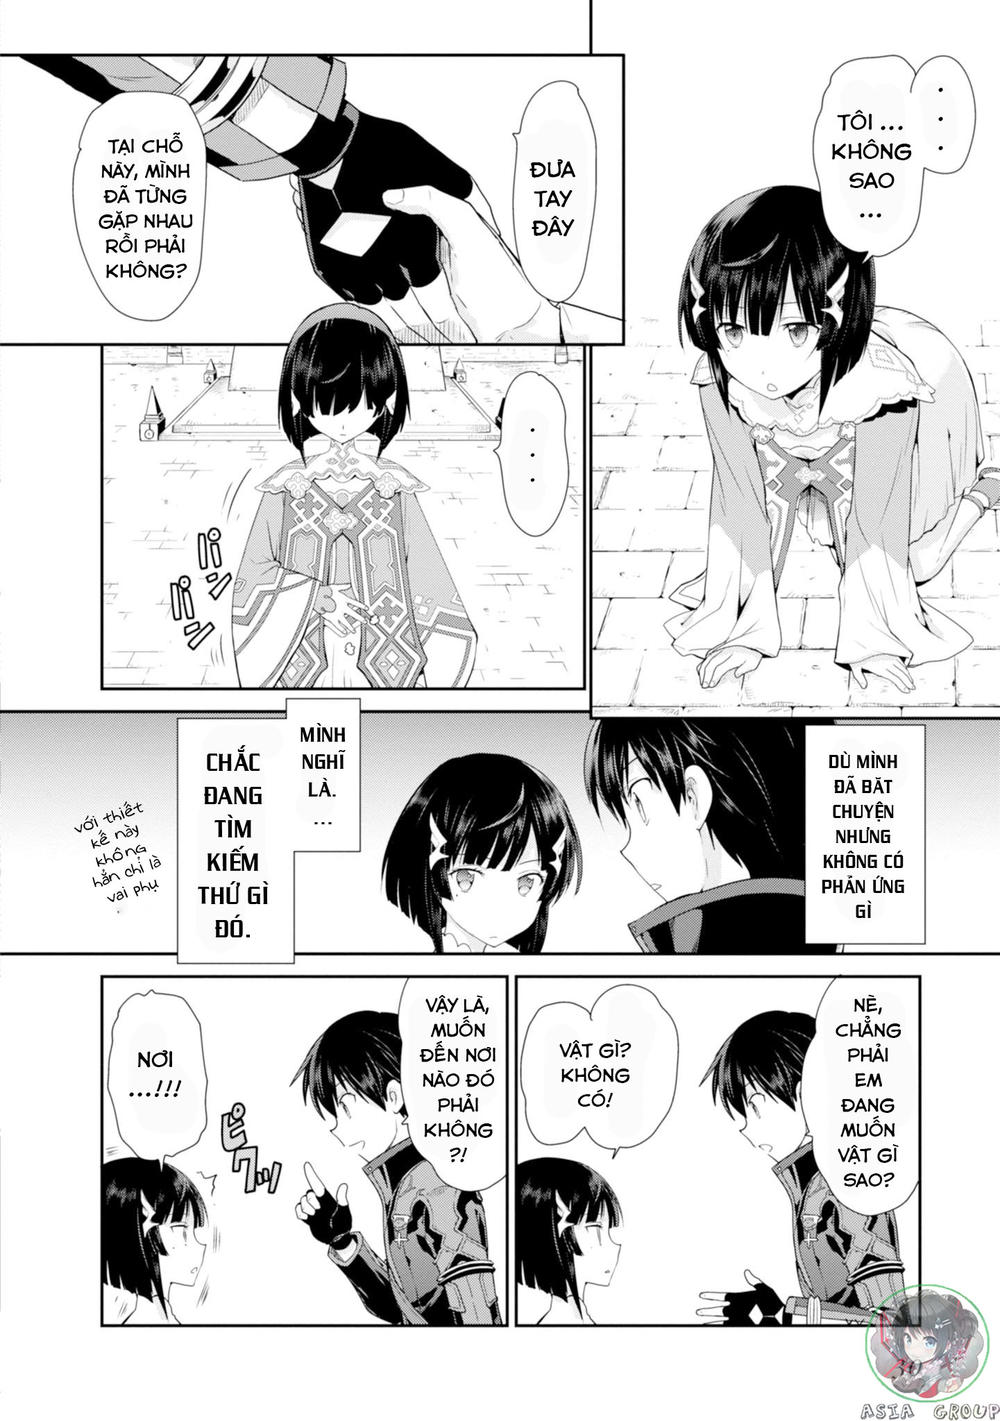 . . .
TÔI ...
KHÔNG
SAO
...
ĐƯA
TAY
ĐÂY
TẠI CHỖ
NÀY, MÌNH
ĐÃ TỪNG
GẶP NHAU
RỒI PHẢI
KHÔNG?
. . .
パンパン
DÙ MÌNH
ĐÃ BẮT
CHUYỆN
NHƯNG
KHÔNG CÓ
PHẢN ỨNG
GÌ
MÌNH
NGHĨ
LÀ.
...
CHẮC
ĐANG
TÌM
KIẾM
THỨ GÌ
ĐÓ.
với thiết
kế này
không
hẳn chỉ là
vai phụ
NÈ,
CHẲNG
PHẢI
EM
ĐANG
MUỐN
VẬT GÌ
SAO?
VẬT GÌ?
KHÔNG
CÓ!
VẬY LÀ,
MUỐN
ĐẾN NƠI
NÀO ĐÓ
PHẢI
KHÔNG
?!
ピクッ
NƠI
...!!!
ASIA GROUP